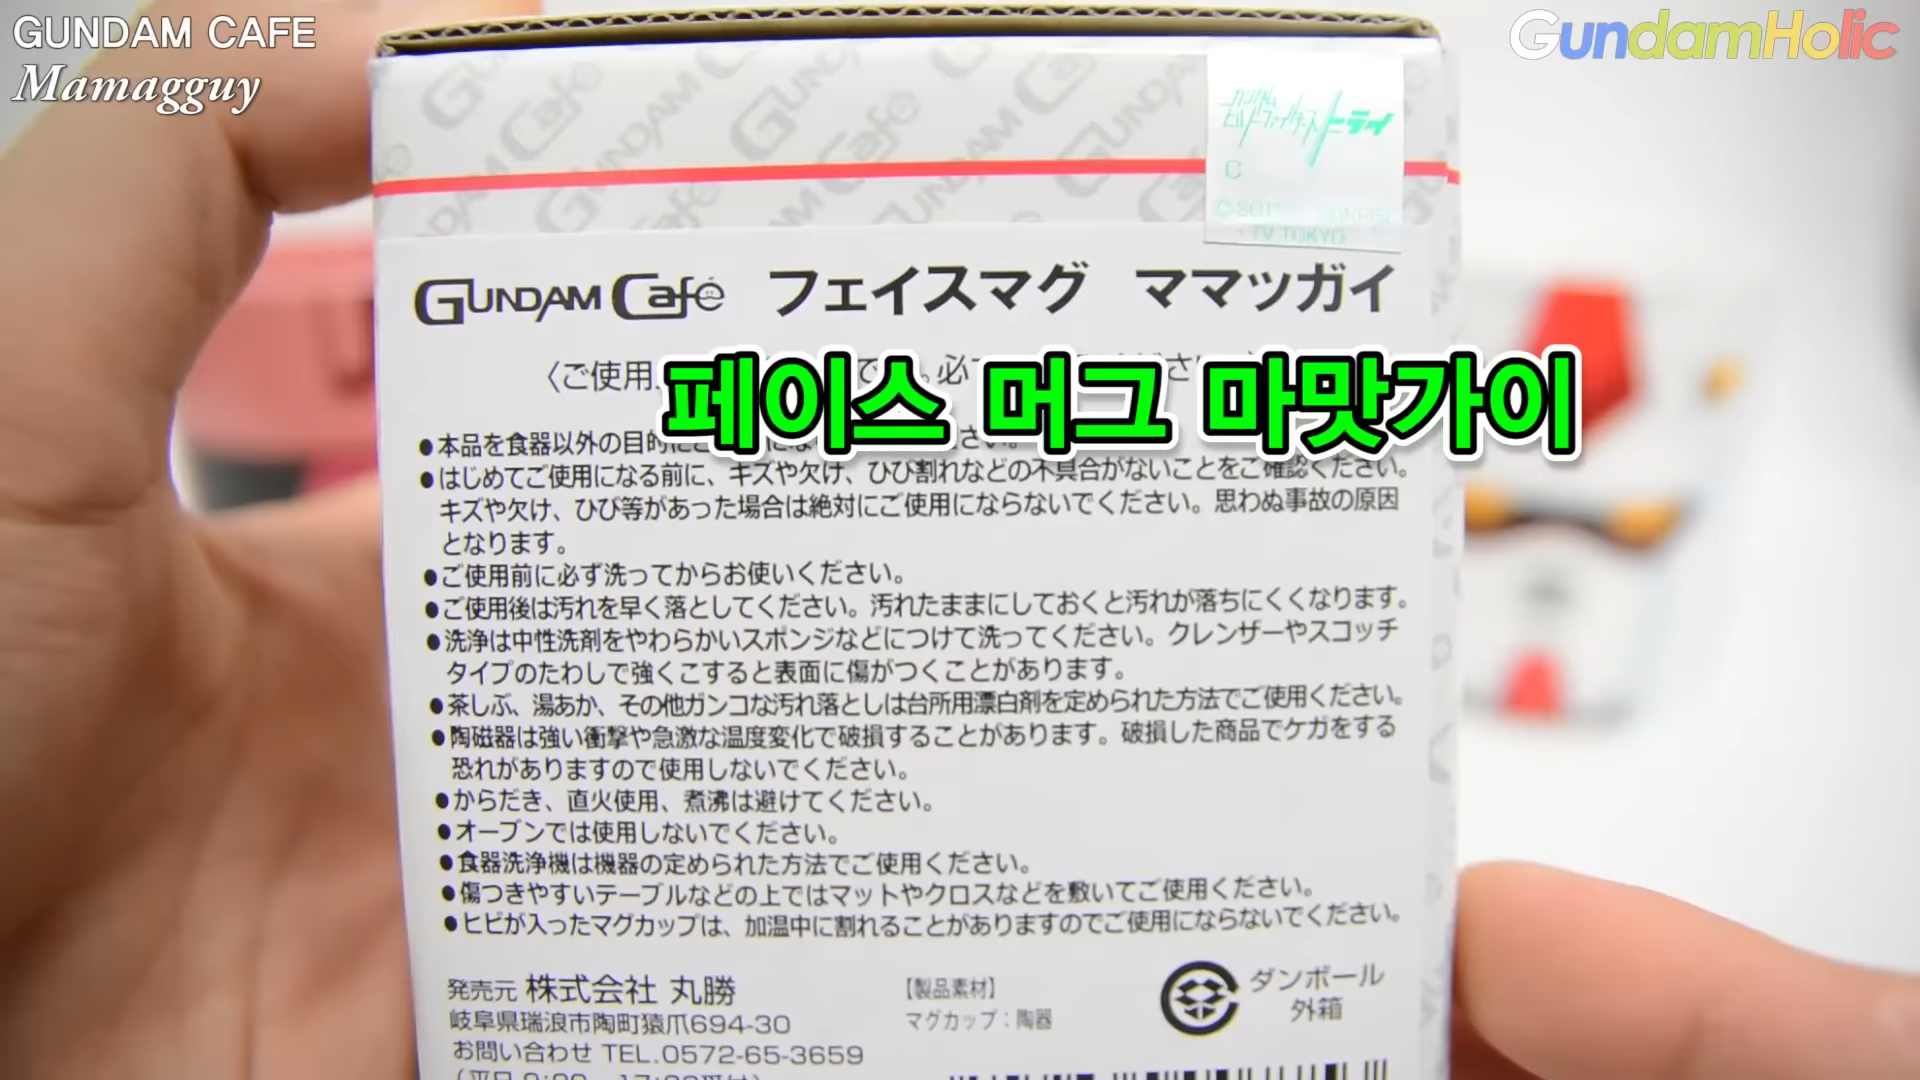 GUNDAM CAFE
Mamagguy
GundamHolic
ガンダム
ビルドファイターズトライ
C
TV TOKYO
GUNDAM Café フェイスマグ ママッガイ
〈ご使用
페이스 머그 마맛가이
●本品を食器以外の目的に
●はじめてご使用になる前に、キズや欠け、ひび割れなどの不具合がないことをご確認ください。
キズや欠け、ひび等があった場合は絶対にご使用にならないでください。思わぬ事故の原因
となります。
●ご使用前に必ず洗ってからお使いください。
●ご使用後は汚れを早く落としてください。汚れたままにしておくと汚れが落ちにくくなります。
●洗浄は中性洗剤をやわらかいスポンジなどにつけて洗ってください。クレンザーやスコッチ
タイプのたわしで強くこすると表面に傷がつくことがあります。
●茶しぶ、湯あか、その他ガンコな汚れ落としは台所用漂白剤を定められた方法でご使用ください。
●陶磁器は強い衝撃や急激な温度変化で破損することがあります。破損した商品でケガをする
恐れがありますので使用しないでください。
●からだき、直火使用、煮沸は避けてください。
●オーブンでは使用しないでください。
●食器洗浄機は機器の定められた方法でご使用ください。
●傷つきやすいテーブルなどの上ではマットやクロスなどを敷いてご使用ください。
●ヒビが入ったマグカップは、加温中に割れることがありますのでご使用にならないでください。
発売元 株式会社 丸勝
岐阜県瑞浪市陶町猿爪694-30
お問い合わせ TEL.0572-65-3659
【製品素材】
マグカップ：陶器
ダンボール
外箱